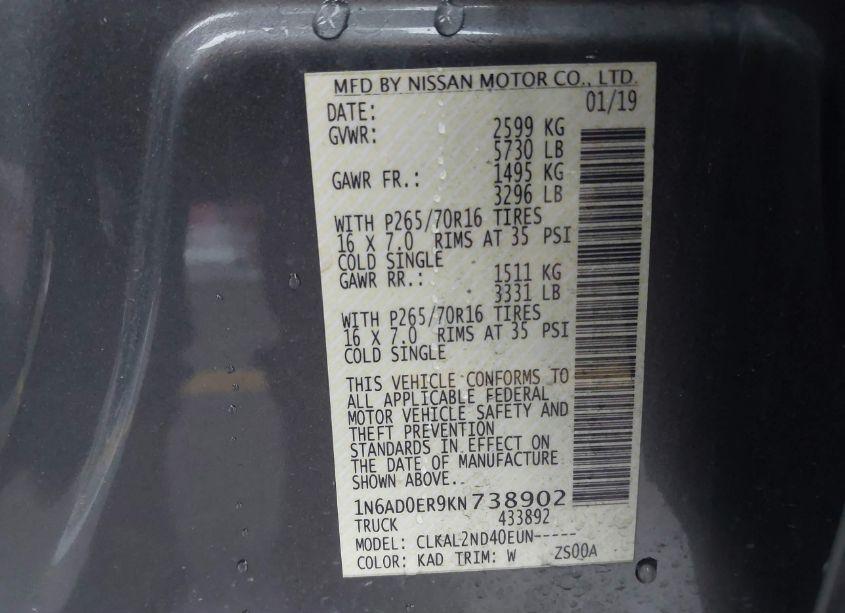 MFD BY NISSAN MOTOR CO., LTD.
DATE: 01/19
GVWR: 2599 KG
5730 LB
GAWR FR.: 1495 KG
3296 LB
WITH P265/70R16 TIRES
16 X 7.0 RIMS AT 35 PSI
COLD SINGLE
GAWR RR.: 1511 KG
3331 LB
WITH P265/70R16 TIRES
16 X 7.0 RIMS AT 35 PSI
COLD SINGLE
THIS VEHICLE CONFORMS TO
ALL APPLICABLE FEDERAL
MOTOR VEHICLE SAFETY AND
THEFT PREVENTION
STANDARDS IN EFFECT ON
THE DATE OF MANUFACTURE
SHOWN ABOVE..
1N6AD0ER9KN738902
TRUCK 433892
MODEL: CLKAL2ND40EUN-----
COLOR: KAD TRIM: W ZS00A